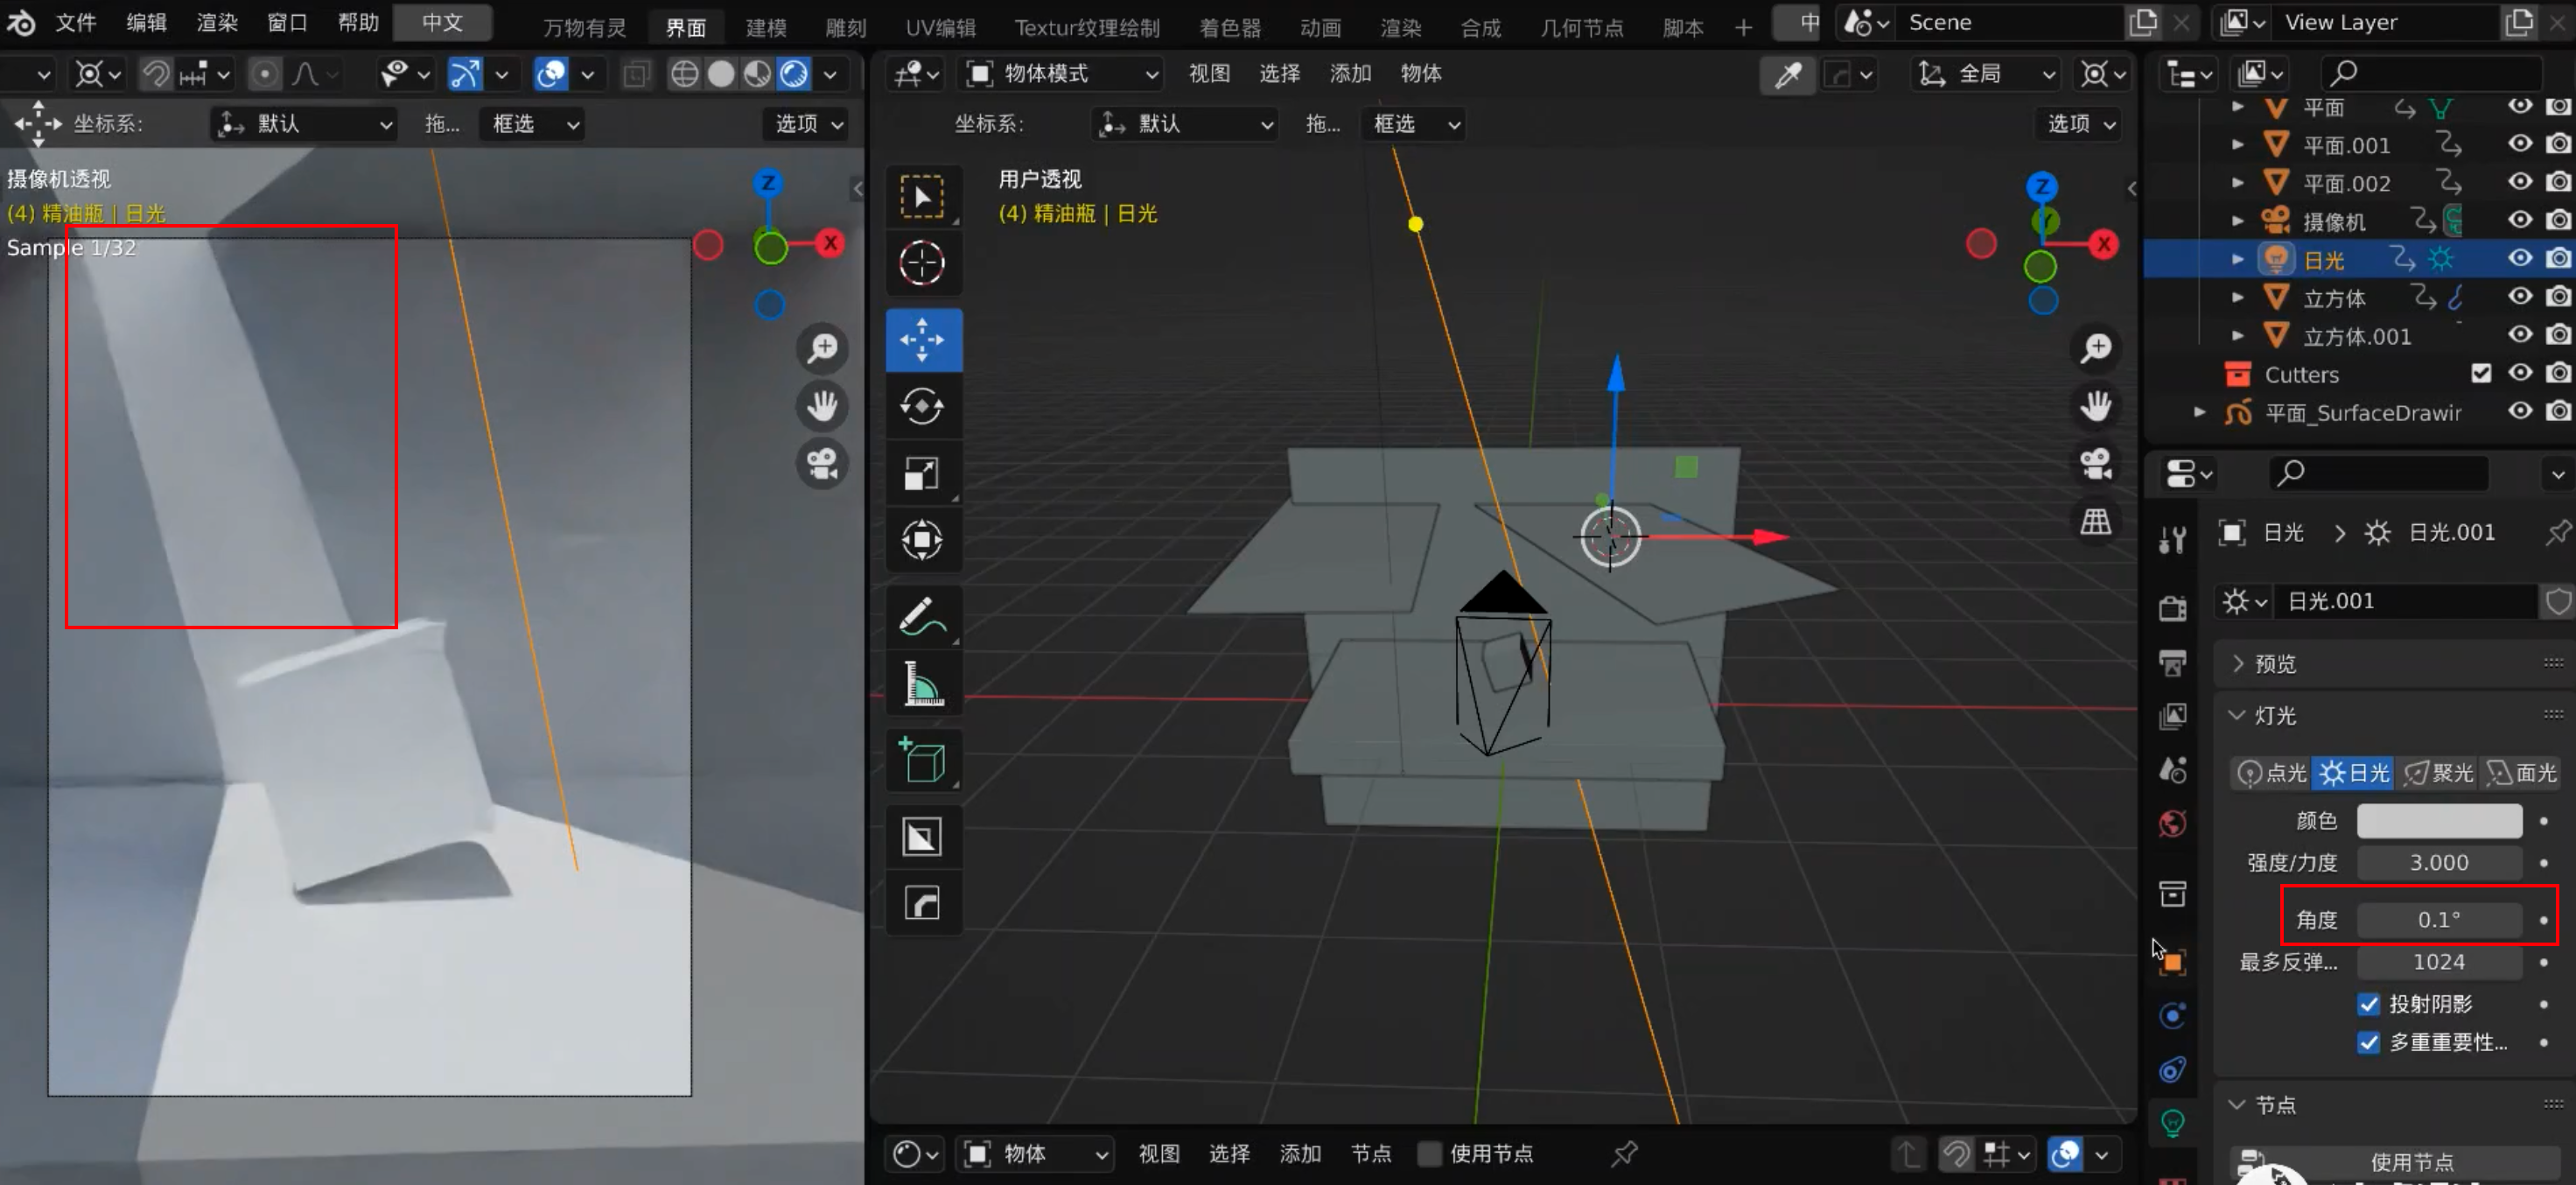 文件 编辑 渲染 窗口 帮助 中文 万物有灵 界面 建模 雕刻 UV编辑 Textur纹理绘制 着色器 动画 渲染 合成 几何节点 脚本 + 中 Scene View Layer
物体模式 视图 选择 添加 物体 全局
坐标系: 默认 拖... 框选 选项 坐标系: 默认 拖... 框选 选项
摄像机透视
(4) 精油瓶 | 日光
Sample 1/32
Z
X
用户透视
(4) 精油瓶 | 日光
Z
Y
X
平面
平面.001
平面.002
摄像机
日光
立方体
立方体.001
Cutters
平面_SurfaceDrawir
日光 > 日光.001
日光.001
预览
灯光
点光 日光 聚光 面光
颜色
强度/力度 3.000
角度 0.1°
最多反弹... 1024
投射阴影
多重重要性...
节点
使用节点
物体 视图 选择 添加 节点 使用节点